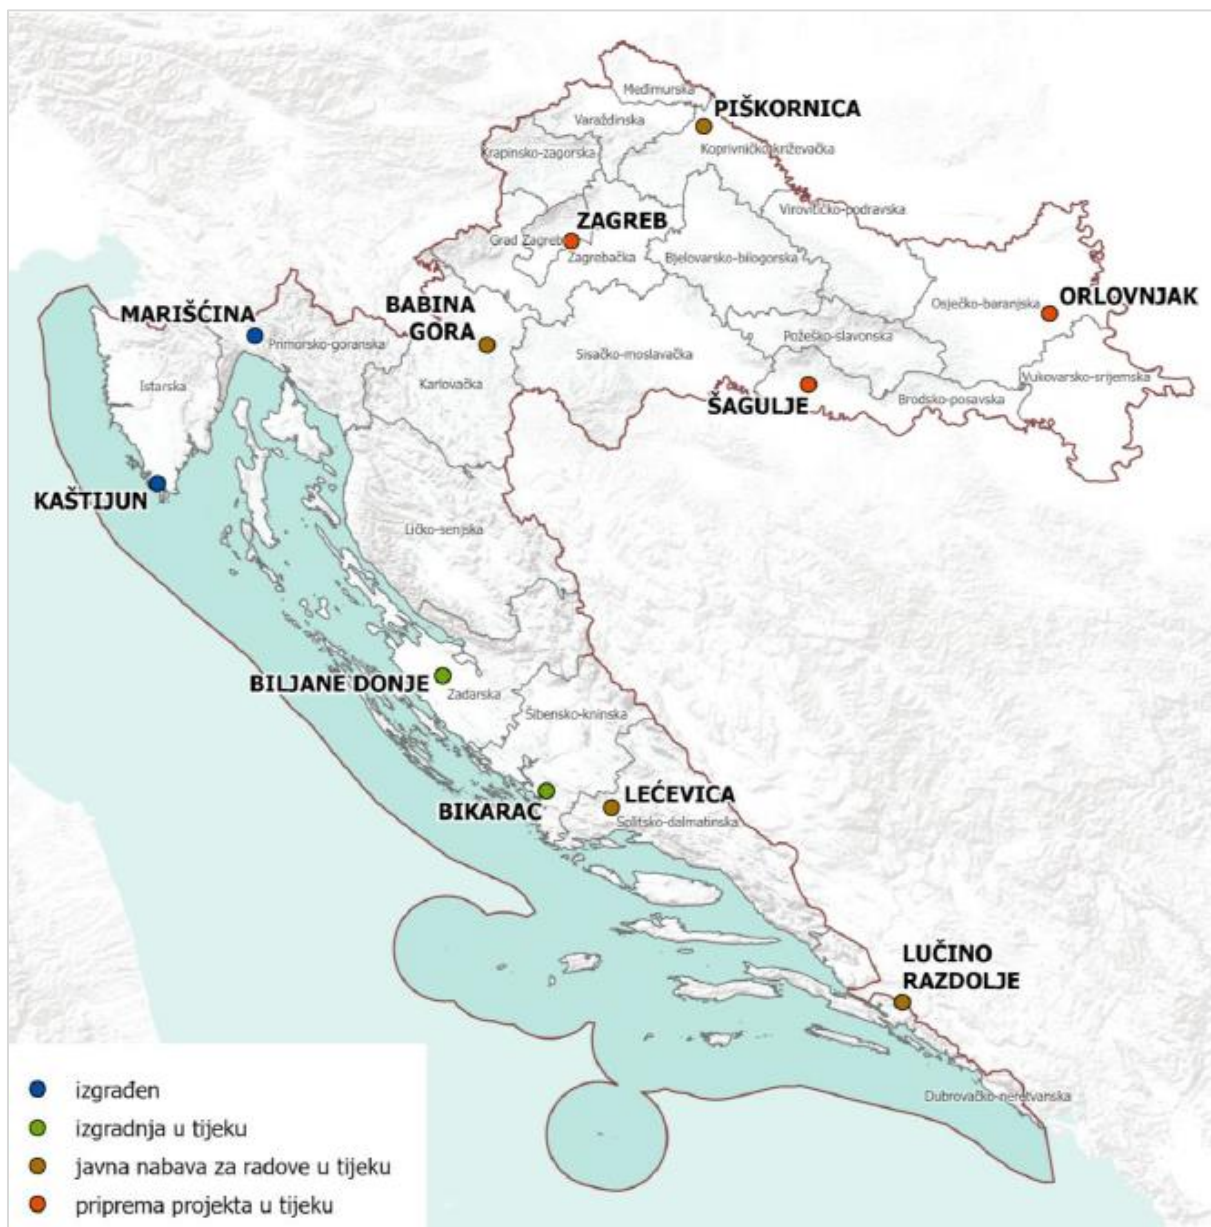 Međimurska
PIŠKORNICA
Varaždinska
Koprivničko-križevačka
Krapinsko-zagorska
Virovitičko-podravska
ZAGREB
Grad Zagreb
Zagrebačka
Bjelovarsko-bilogorska
ORLOVNJAK
Osječko-baranjska
MARIŠĆINA
BABINA
GORA
Primorsko-goranska
Požeško-slavonska
Sisačko-moslavačka
Vukovarsko-srijemska
Istarska
Karlovačka
ŠAGULJE
Brodsko-posavska
KAŠTIJUN
Ličko-senjska
BILJANE DONJE
Zadarska
Šibensko-kninska
LEĆEVICA
BIKARAC
Splitsko-dalmatinska
LUČINO
RAZDOLJE
Dubrovačko-neretvanska
izgrađen
izgradnja u tijeku
javna nabava za radove u tijeku
priprema projekta u tijeku